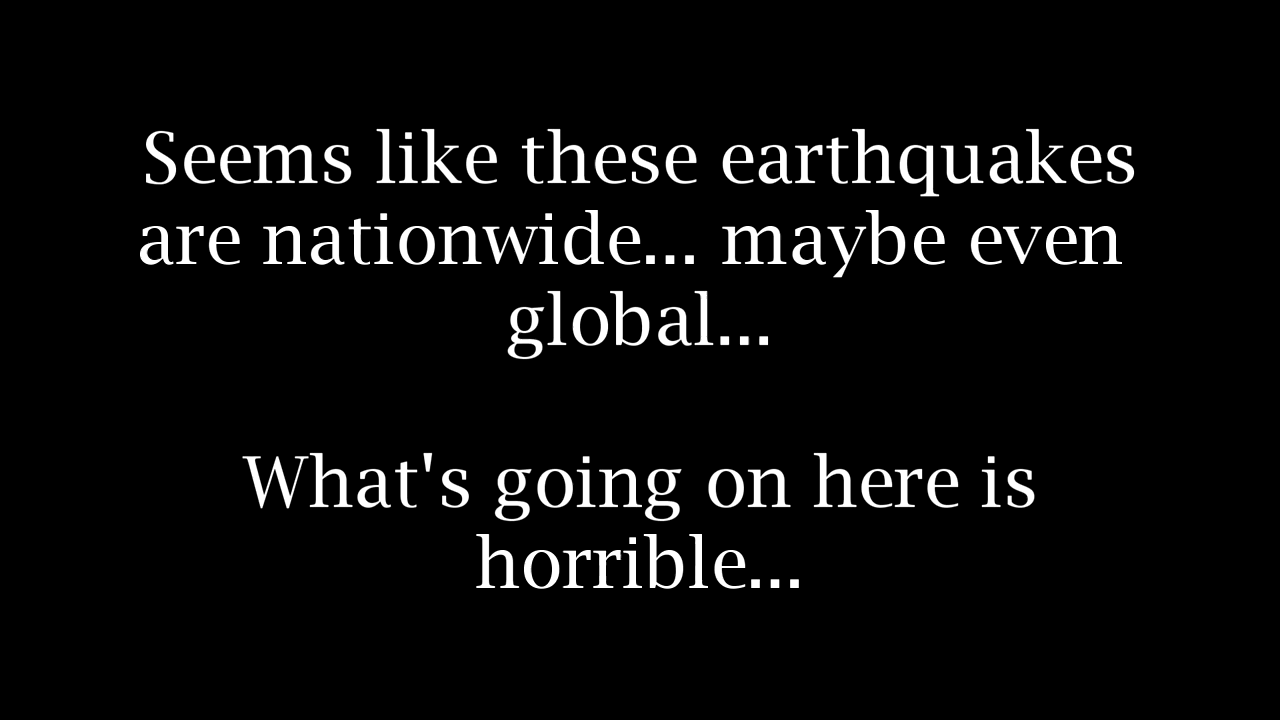 Seems like these earthquakes
are nationwide... maybe even
global...
What's going on here is
horrible...